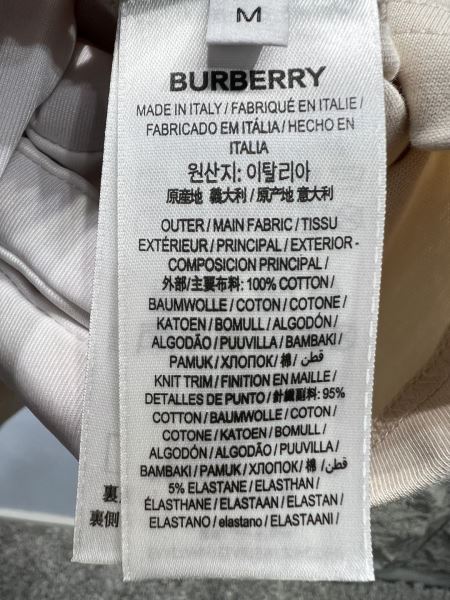 M
BURBERRY
MADE IN ITALY / FABRIQUÉ EN ITALIE /
FABRICADO EM ITÁLIA / HECHO EN
ITALIA
원산지: 이탈리아
原産地 義大利 / 原产地 意大利
OUTER / MAIN FABRIC / TISSU
EXTÉRIEUR / PRINCIPAL / EXTERIOR -
COMPOSICION PRINCIPAL /
外部/主要布料: 100% COTTON /
BAUMWOLLE / COTON / COTONE /
KATOEN / BOMULL / ALGODÓN /
ALGODÃO / PUUVILLA / BAMBAKI /
PAMUK / ХЛОПОК / 棉 / قطن /
KNIT TRIM / FINITION EN MAILLE /
DETALLES DE PUNTO / 針織副料: 95%
COTTON / BAUMWOLLE / COTON /
COTONE / KATOEN / BOMULL /
ALGODÓN / ALGODÃO / PUUVILLA /
BAMBAKI / PAMUK / ХЛОПОК / 棉 / قطن /
5% ELASTANE / ELASTHAN /
ÉLASTHANE / ELASTAAN / ELASTAN /
ELASTANO / elastano / ELASTAANI /
裏
裏側